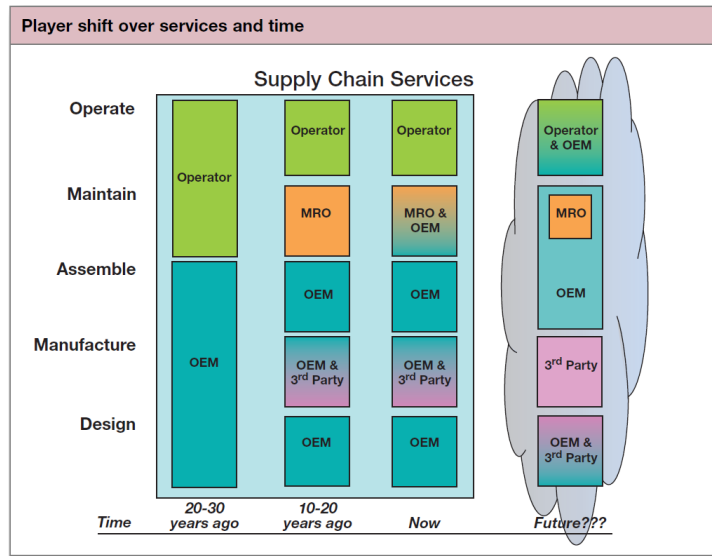 Player shift over services and time
Supply Chain Services
Operate
Operator
Operator
Operator
Operator
& OEM
Maintain
MRO
MRO &
OEM
MRO
Assemble
OEM
OEM
OEM
OEM
Manufacture
OEM &
3rd Party
OEM &
3rd Party
3rd Party
Design
OEM
OEM
OEM &
3rd Party
Time
20-30
years ago
10-20
years ago
Now
Future???